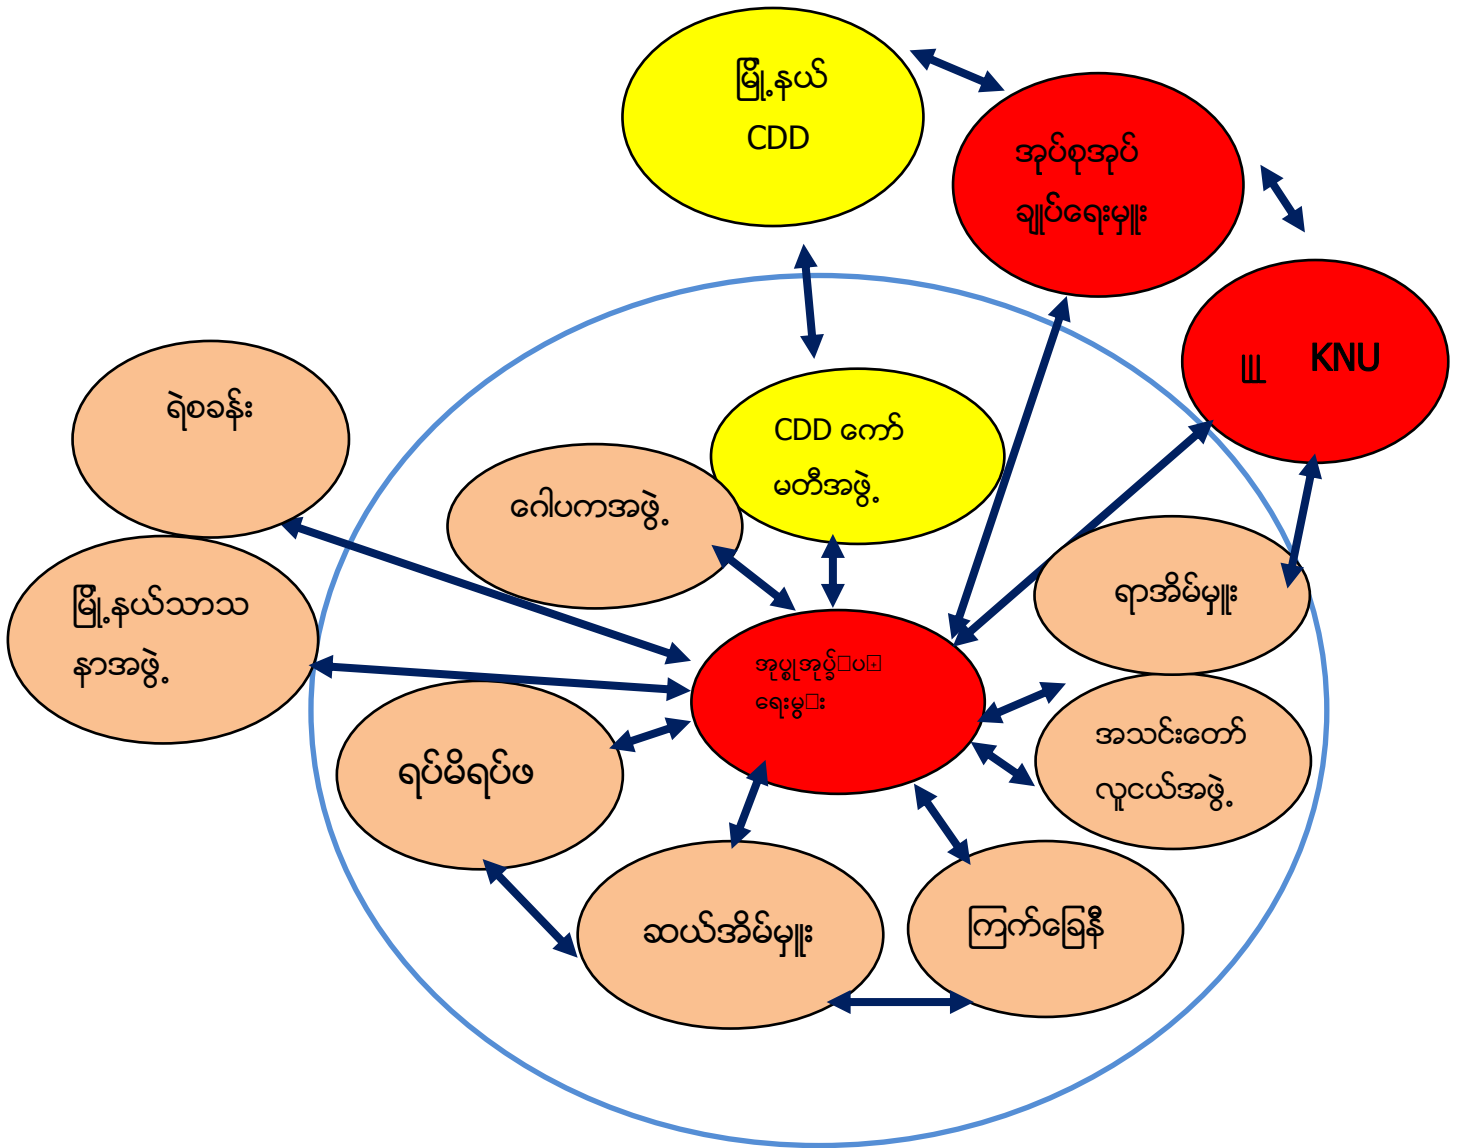 မြို့နယ်
CDD
အုပ်စုအုပ်
ချုပ်ရေးမှူး
KNU
ရဲစခန်း
CDD ကော်
မတီအဖွဲ့
ဂေါပကအဖွဲ့
မြို့နယ်သာသ
နာအဖွဲ့
ရာအိမ်မှူး
အသင်းတော်
လူငယ်အဖွဲ့
ရပ်မိရပ်ဖ
ဆယ်အိမ်မှူး
ကြက်ခြေနီ